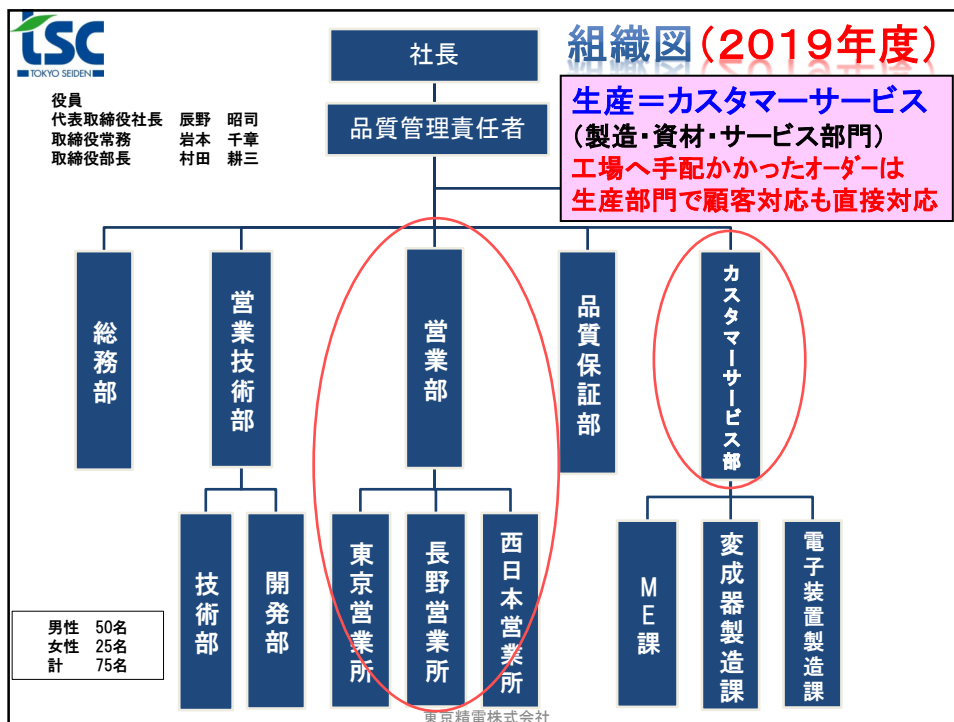 tsc
TOKYO SEIDEN
組織図(2019年度)
社長
品質管理責任者
役員
代表取締役社長 辰野 昭司
取締役常務 岩本 千章
取締役部長 村田 耕三
生産=カスタマーサービス
(製造・資材・サービス部門)
工場へ手配かかったオーダーは
生産部門で顧客対応も直接対応
総務部
営業技術部
営業部
品質保証部
カスタマーサービス部
技術部
開発部
東京営業所
長野営業所
西日本営業所
ME課
変成器製造課
電子装置製造課
男性 50名
女性 25名
計 75名
東京精電株式会社